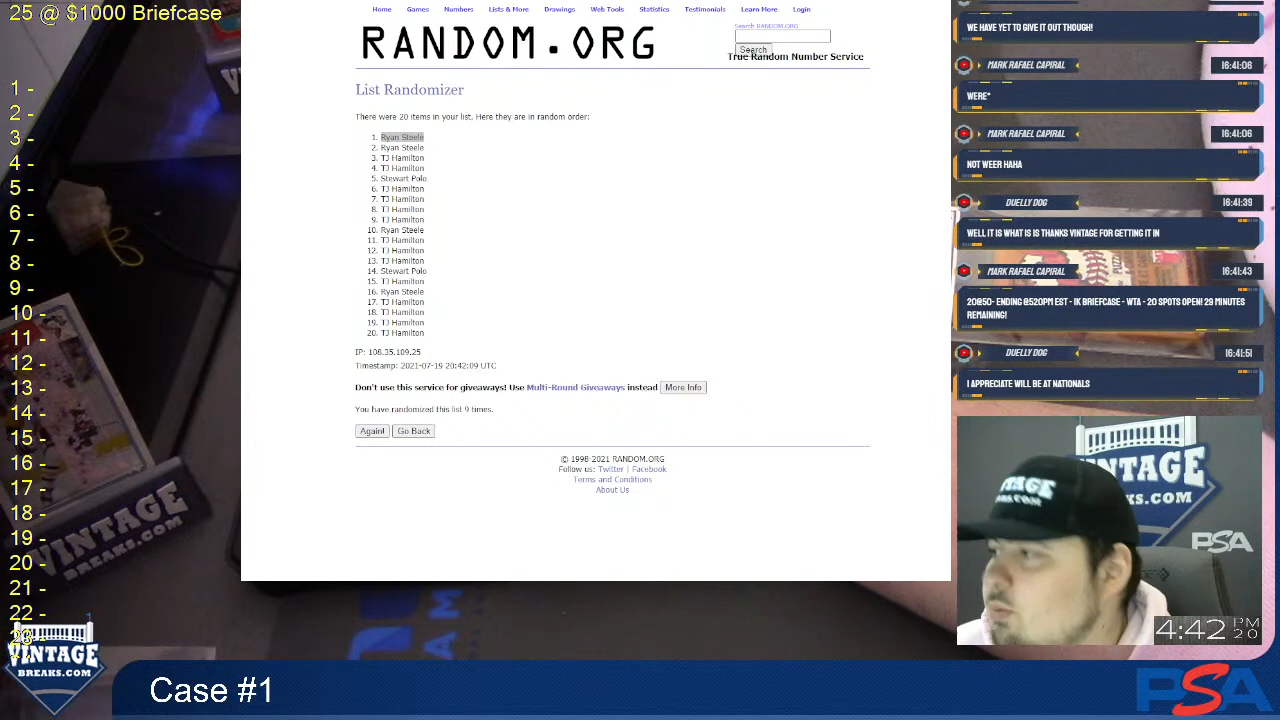 25 @ $1000 Briefcase
1 -
2 -
3 -
4 -
5 -
6 -
7 -
8 -
9 -
10 -
11 -
12 -
13 -
14 -
15 -
16 -
17 -
18 -
19 -
20 -
21 -
22 -
23 -
Home Games Numbers Lists & More Drawings Web Tools Statistics Testimonials Learn More Login
RANDOM.ORG
Search RANDOM.ORG
Search
True Random Number Service
List Randomizer
There were 20 items in your list. Here they are in random order:
1. Ryan Steele
2. Ryan Steele
3. TJ Hamilton
4. TJ Hamilton
5. Stewart Polo
6. TJ Hamilton
7. TJ Hamilton
8. TJ Hamilton
9. TJ Hamilton
10. Ryan Steele
11. TJ Hamilton
12. TJ Hamilton
13. TJ Hamilton
14. Stewart Polo
15. TJ Hamilton
16. Ryan Steele
17. TJ Hamilton
18. TJ Hamilton
19. TJ Hamilton
20. TJ Hamilton
IP: 108.35.109.25
Timestamp: 2021-07-19 20:42:09 UTC
Don't use this service for giveaways! Use Multi-Round Giveaways instead More Info
You have randomized this list 9 times.
Again! Go Back
© 1998-2021 RANDOM.ORG
Follow us: Twitter | Facebook
Terms and Conditions
About Us
WE HAVE YET TO GIVE IT OUT THOUGH!
MARK RAFAEL CAPIRAL 16:41:06
WERE*
MARK RAFAEL CAPIRAL 16:41:06
NOT WEER HAHA
DUELLY DOG 16:41:39
WELL IT IS WHAT IS IS THANKS VINTAGE FOR GETTING IT IN
MARK RAFAEL CAPIRAL 16:41:43
20@50- ENDING @520PM EST - 1K BRIEFCASE - WTA - 20 SPOTS OPEN! 29 MINUTES
REMAINING!
DUELLY DOG 16:41:51
I APPRECIATE WILL BE AT NATIONALS
VINTAGE
BREAKS.COM
VINTAGE
PSA
4:42 PM
20
VINTAGE
BREAKS.COM
VINTAGE
BREAKS.COM
Case #1
PSA